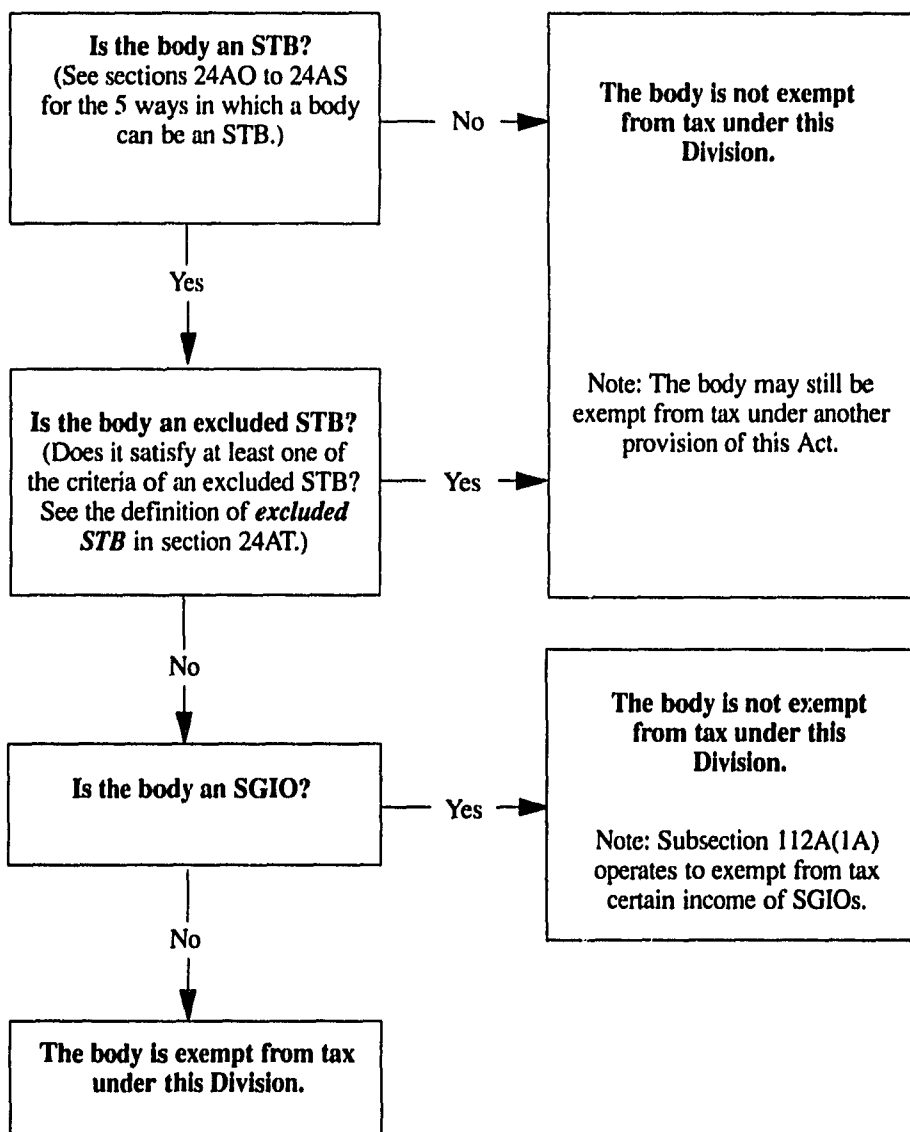 Is the body an STB?
(See sections 24AO to 24AS
for the 5 ways in which a body
can be an STB.)
No
The body is not exempt
from tax under this
Division.
Note: The body may still be
exempt from tax under another
provision of this Act.
Yes
Is the body an excluded STB?
(Does it satisfy at least one of
the criteria of an excluded STB?
See the definition of excluded
STB in section 24AT.)
Yes
No
Is the body an SGIO?
Yes
The body is not exempt
from tax under this
Division.
Note: Subsection 112A(1A)
operates to exempt from tax
certain income of SGIOs.
No
The body is exempt from tax
under this Division.